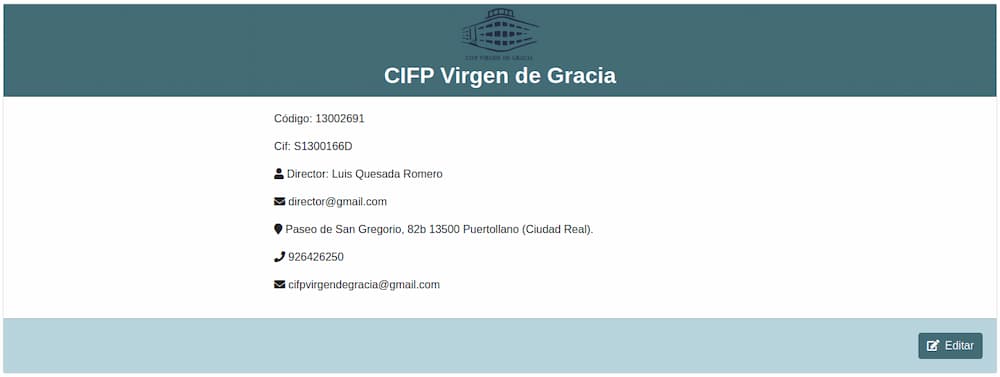 CIFP VIRGEN DE GRACIA
CIFP Virgen de Gracia
Código: 13002691
Cif: S1300166D
Director: Luis Quesada Romero
director@gmail.com
Paseo de San Gregorio, 82b 13500 Puertollano (Ciudad Real).
926426250
cifpvirgendegracia@gmail.com
Editar